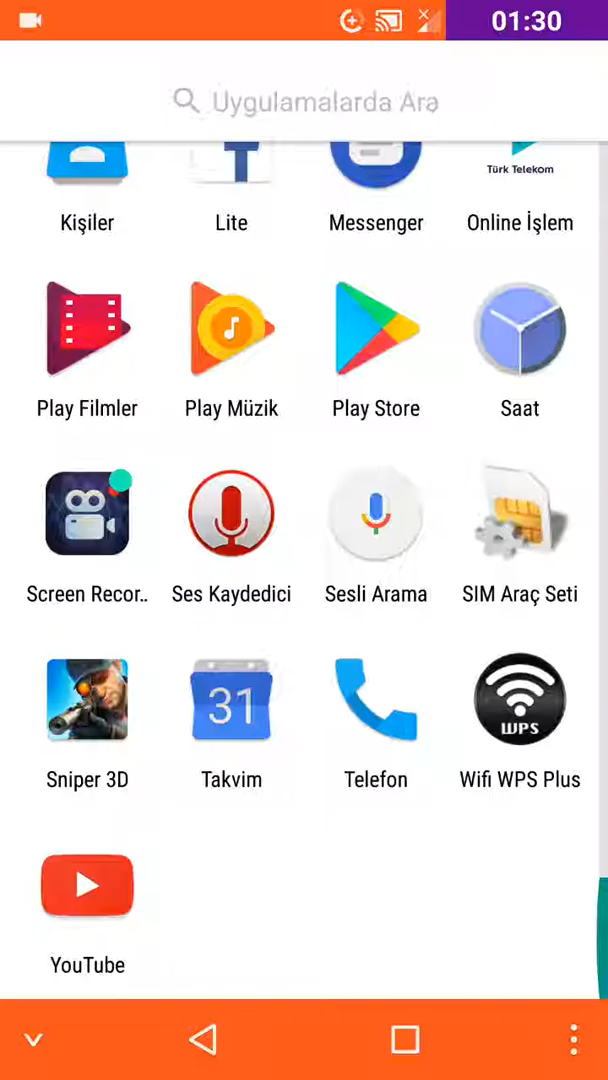 01:30
Uygulamalarda Ara
Türk Telekom
Kişiler
Lite
Messenger
Online İşlem
Play Filmler
Play Müzik
Play Store
Saat
Screen Recor..
Ses Kaydedici
Sesli Arama
SIM Araç Seti
31
WPS
Sniper 3D
Takvim
Telefon
Wifi WPS Plus
YouTube